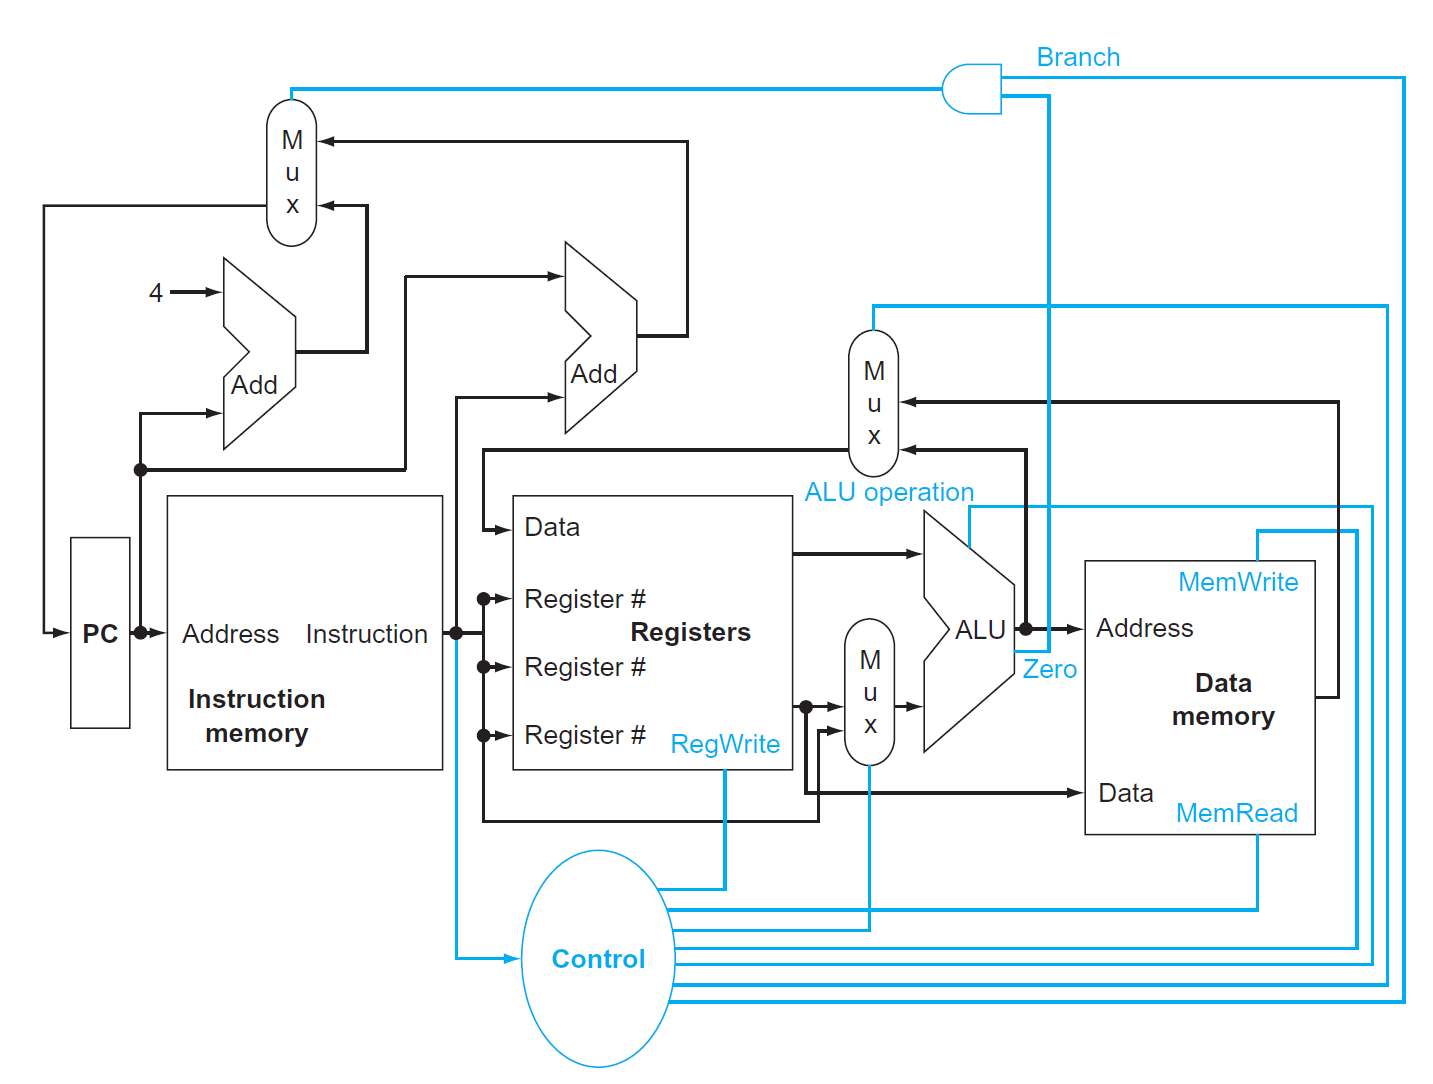 Branch
M
u
x
4
Add
Add
M
u
x
ALU operation
Data
Register #
Registers
Register #
Register #
RegWrite
PC
Address Instruction
Instruction
memory
M
u
x
ALU
Zero
MemWrite
Address
Data
memory
Data
MemRead
Control